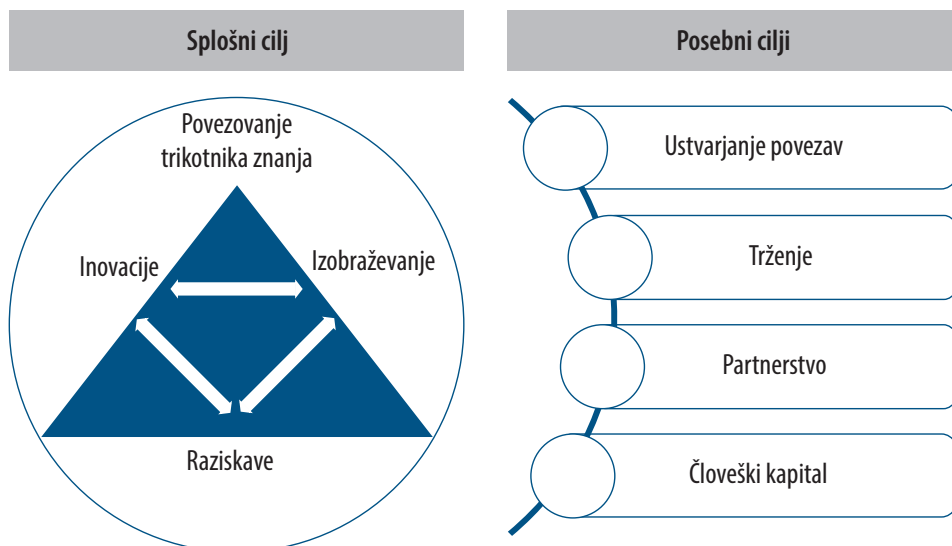 Splošni cilj
Povezovanje
trikotnika znanja
Inovacije
Izobraževanje
Raziskave
Posebni cilji
Ustvarjanje povezav
Trženje
Partnerstvo
Človeški kapital